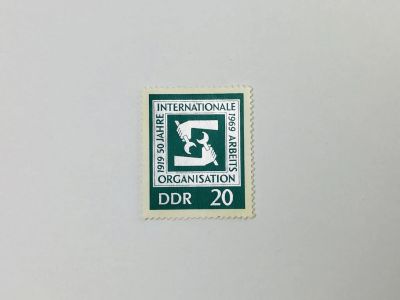 1919 50 JAHRE
INTERNATIONALE
1969 ARBEITS
ORGANISATION
DDR 20